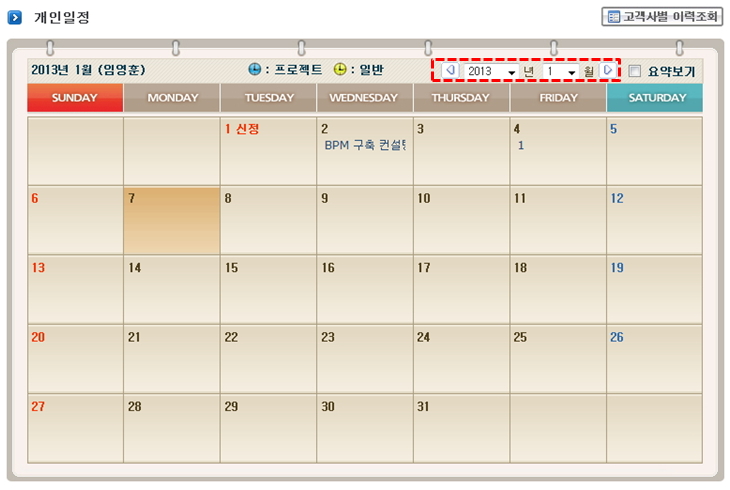 개인일정
고객사별 이력조회
2013년 1월 (임영훈) : 프로젝트 : 일반 2013 년 1 월 요약보기
SUNDAY MONDAY TUESDAY WEDNESDAY THURSDAY FRIDAY SATURDAY
1 신정 2 3 4 5
BPM 구축 컨설팅 1
6 7 8 9 10 11 12
13 14 15 16 17 18 19
20 21 22 23 24 25 26
27 28 29 30 31